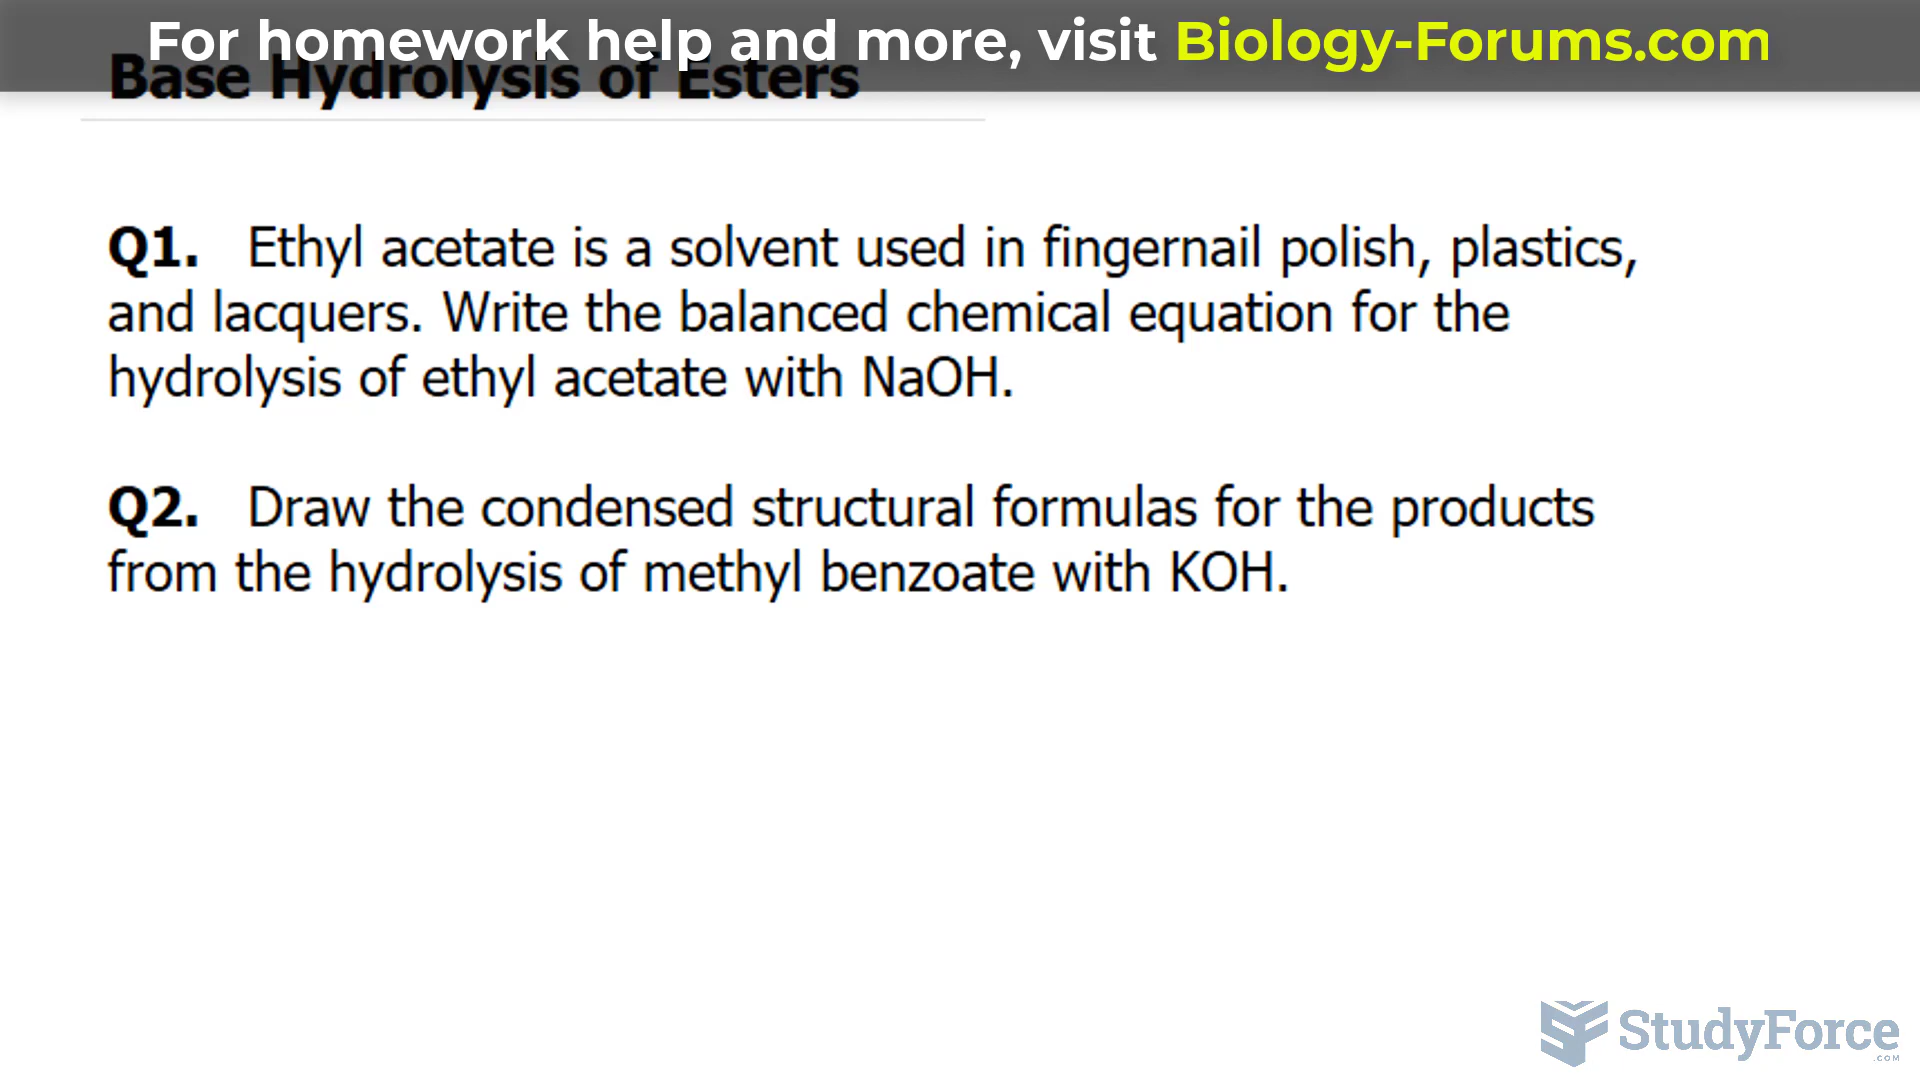 For homework help and more, visit Biology-Forums.com
Base Hydrolysis of Esters
Q1. Ethyl acetate is a solvent used in fingernail polish, plastics,
and lacquers. Write the balanced chemical equation for the
hydrolysis of ethyl acetate with NaOH.
Q2. Draw the condensed structural formulas for the products
from the hydrolysis of methyl benzoate with KOH.
StudyForce
.COM